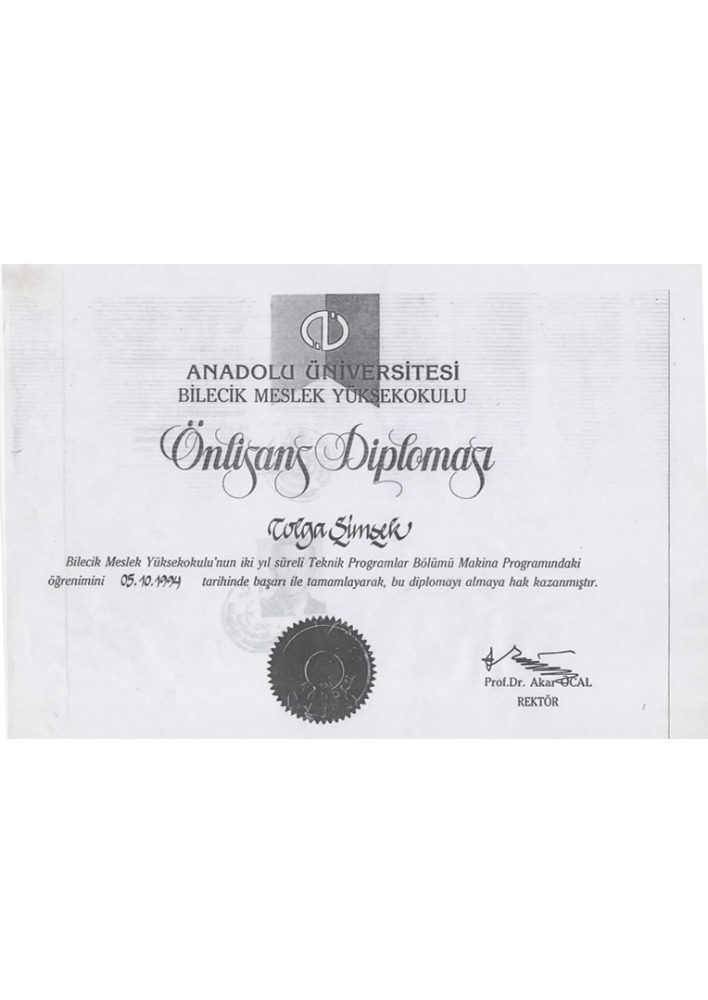 ANADOLU ÜNİVERSİTESİ
BİLECİK MESLEK YÜKSEKOKULU
Önlisans Diploması
Tolga Şimşek
Bilecik Meslek Yüksekokulu'nun iki yıl süreli Teknik Programlar Bölümü Makina Programındaki
öğrenimini 05.10.1994 tarihinde başarı ile tamamlayarak, bu diplomayı almaya hak kazanmıştır.
Prof.Dr. Akar ÖCAL
REKTÖR